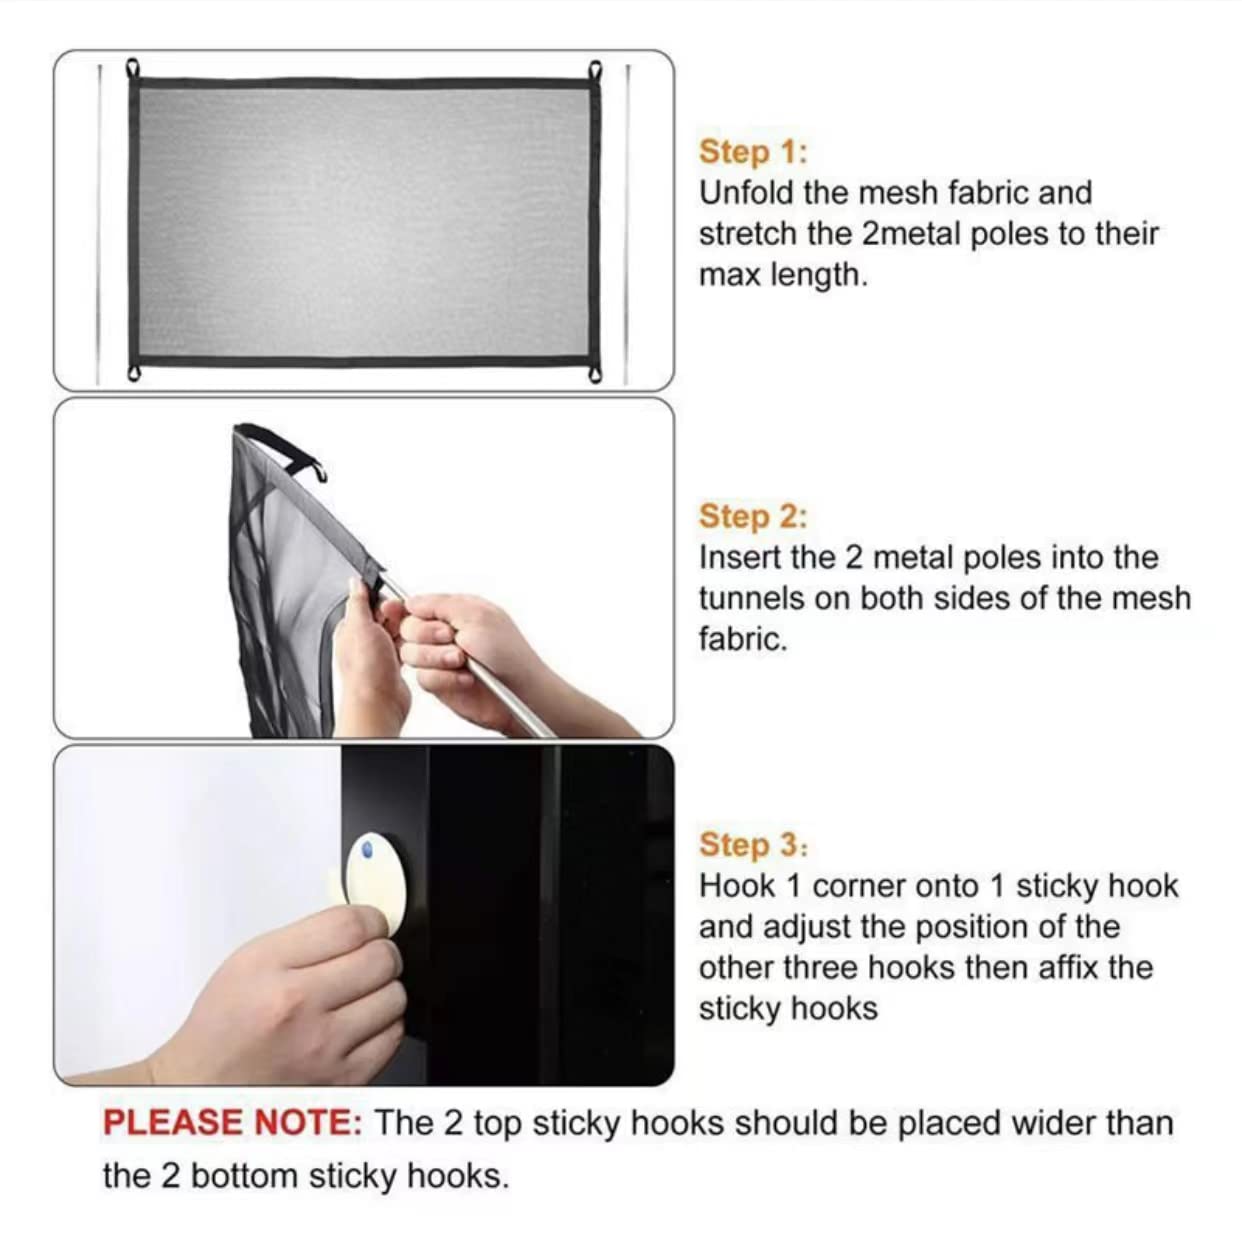 Step 1:
Unfold the mesh fabric and
stretch the 2metal poles to their
max length.
Step 2:
Insert the 2 metal poles into the
tunnels on both sides of the mesh
fabric.
Step 3:
Hook 1 corner onto 1 sticky hook
and adjust the position of the
other three hooks then affix the
sticky hooks
PLEASE NOTE: The 2 top sticky hooks should be placed wider than
the 2 bottom sticky hooks.